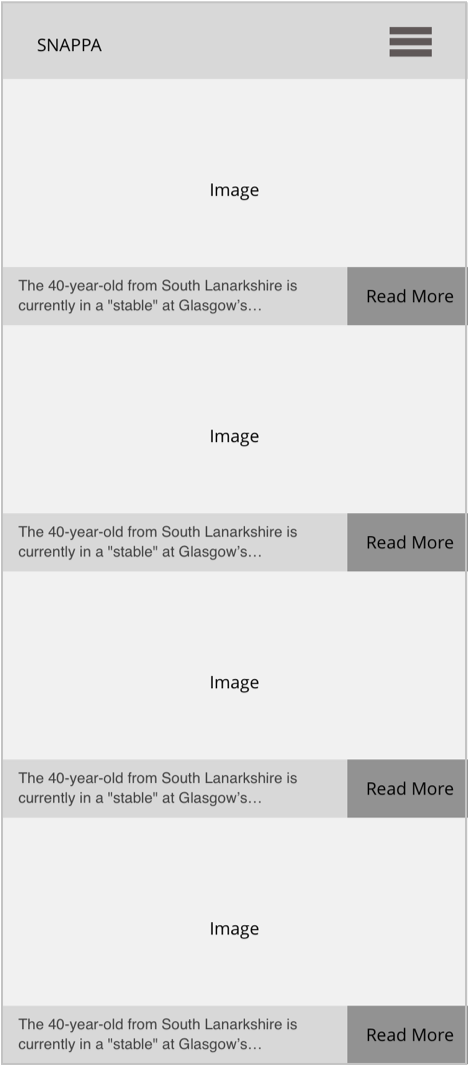 SNAPPA
Image
The 40-year-old from South Lanarkshire is
currently in a "stable" at Glasgow's…
Read More
Image
The 40-year-old from South Lanarkshire is
currently in a "stable" at Glasgow's…
Read More
Image
The 40-year-old from South Lanarkshire is
currently in a "stable" at Glasgow's…
Read More
Image
The 40-year-old from South Lanarkshire is
currently in a "stable" at Glasgow's…
Read More